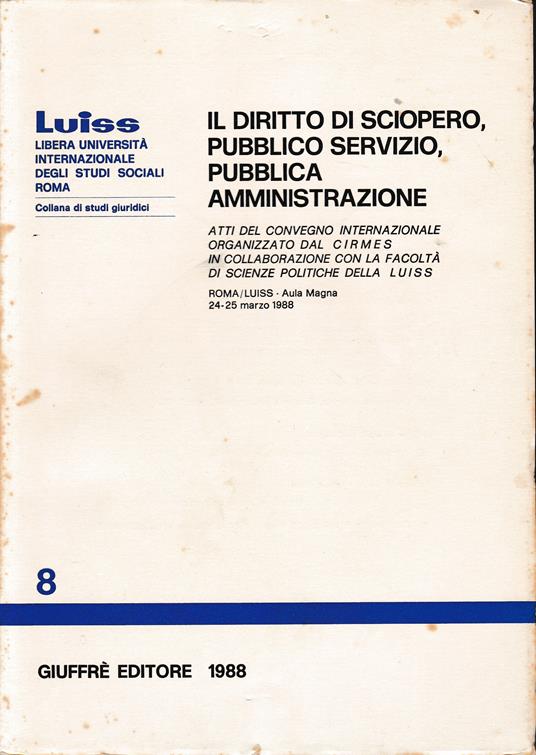 Luiss
LIBERA UNIVERSITÀ
INTERNAZIONALE
DEGLI STUDI SOCIALI
ROMA
Collana di studi giuridici
IL DIRITTO DI SCIOPERO,
PUBBLICO SERVIZIO,
PUBBLICA
AMMINISTRAZIONE
ATTI DEL CONVEGNO INTERNAZIONALE
ORGANIZZATO DAL CIRMES
IN COLLABORAZIONE CON LA FACOLTÀ
DI SCIENZE POLITICHE DELLA LUISS
ROMA/LUISS · Aula Magna
24-25 marzo 1988
8
GIUFFRÈ EDITORE 1988